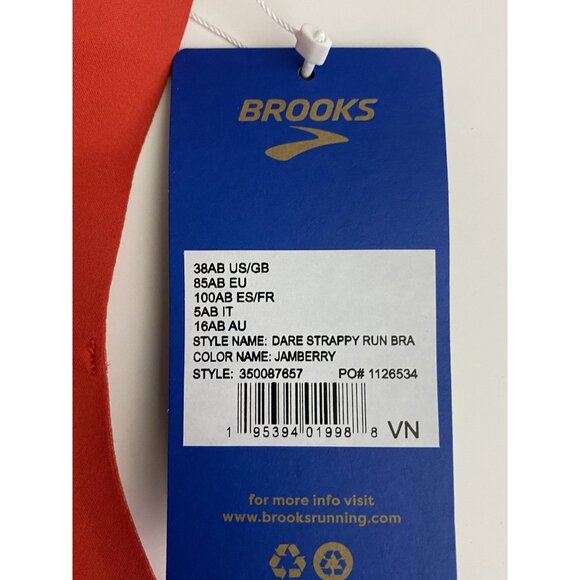 BROOKS
38AB US/GB
85AB EU
100AB ES/FR
5AB IT
16AB AU
STYLE NAME: DARE STRAPPY RUN BRA
COLOR NAME: JAMBERRY
STYLE: 350087657 PO# 1126534
1 95394 01998 8 VN
for more info visit
www.brooksrunning.com